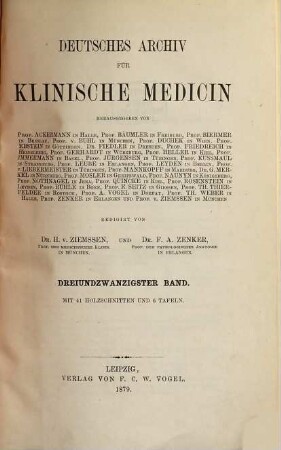 DEUTSCHES ARCHIV
FÜR
KLINISCHE MEDICIN
HERAUSGEGEBEN VON
PROF. ACKERMANN IN HALLE, PROF. BÄUMLER IN FREIBURG, PROF. BIERMER
IN BRESLAU, PROF. V. BUHL IN MÜNCHEN, PROF. DUCHEK IN WIEN, PROF.
EBSTEIN IN GÖTTINGEN, DR. FIEDLER IN DRESDEN, PROF. FRIEDREICH IN
HEIDELBERG, PROF. GERHARDT IN WÜRZBURG, PROF. HELLER IN KIEL, PROF.
IMMERMANN IN BASEL, PROF. JUERGENSEN IN TÜBINGEN, PROF. KUSSMAUL
IN STRASSBURG, PROF. LEUBE IN ERLANGEN, PROF. LEYDEN IN BERLIN, PROF.
v. LIEBERMEISTER IN TÜBINGEN, PROF. MANNKOPFF IN MARBURG, DR. G. MER-
KEL IN NÜRNBERG, PROF. MOSLER IN GREIFSWALD, PROF. NAUNYN IN KÖNIGSBERG,
PROF. NOTHNAGEL IN JENA, PROF. QUINCKE IN KIEL, PROF. ROSENSTEIN IN
LEIDEN, PROF. RÜHLE IN BONN, PROF. E. SEITZ IN GIESSEN, PROF. TH. THIER-
FELDER IN ROSTOCK, PROF. A. VOGEL IN DORPAT, PROF. TH. WEBER IN
HALLE, PROF. ZENKER IN ERLANGEN UND PROF. V. ZIEMSSEN IN MÜNCHEN
REDIGIRT VON
DR. H. v. ZIEMSSEN, UND DR. F. A. ZENKER,
PROF. DER MEDICINISCHEN KLINIK PROF. DER PATHOLOGISCHEN ANATOMIE
IN MÜNCHEN. IN ERLANGEN.
DREIUNDZWANZIGSTER BAND.
MIT 41 HOLZSCHNITTEN UND 6 TAFELN.
LEIPZIG,
VERLAG VON F. C. W. VOGEL.
1879.